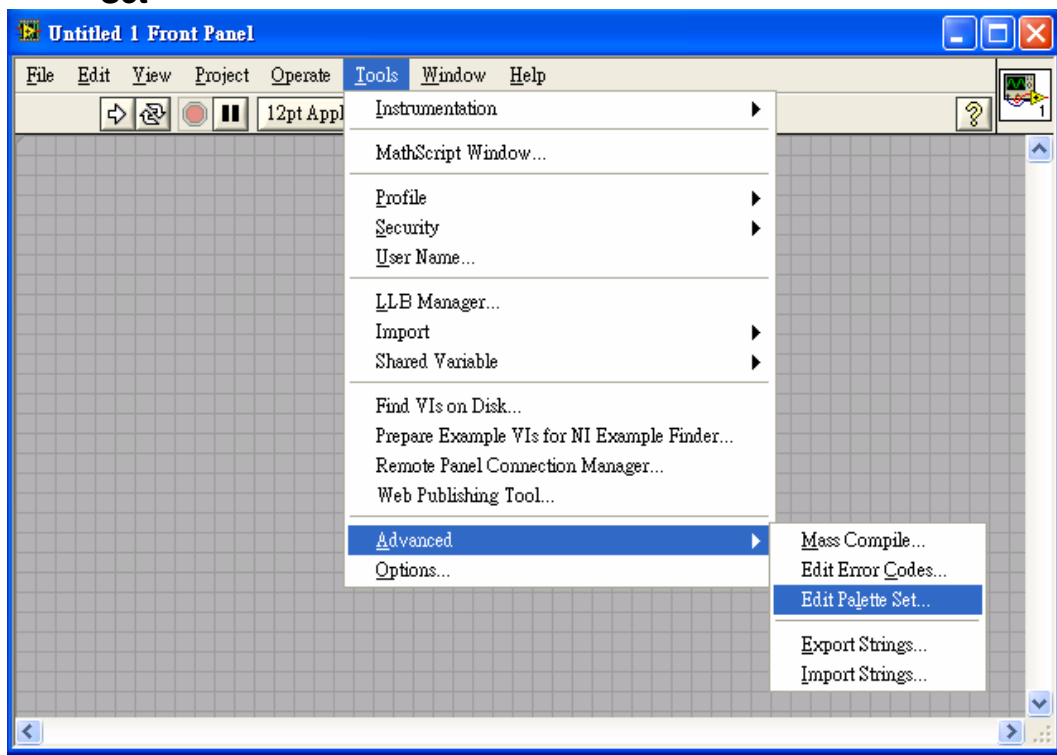 Set
Untitled 1 Front Panel
File Edit View Project Operate Tools Window Help
12pt Appl
1
Instrumentation
MathScript Window...
Profile
Security
User Name...
LLB Manager...
Import
Shared Variable
Find VIs on Disk...
Prepare Example VIs for NI Example Finder...
Remote Panel Connection Manager...
Web Publishing Tool...
Advanced
Options...
Mass Compile...
Edit Error Codes...
Edit Palette Set...
Export Strings...
Import Strings...